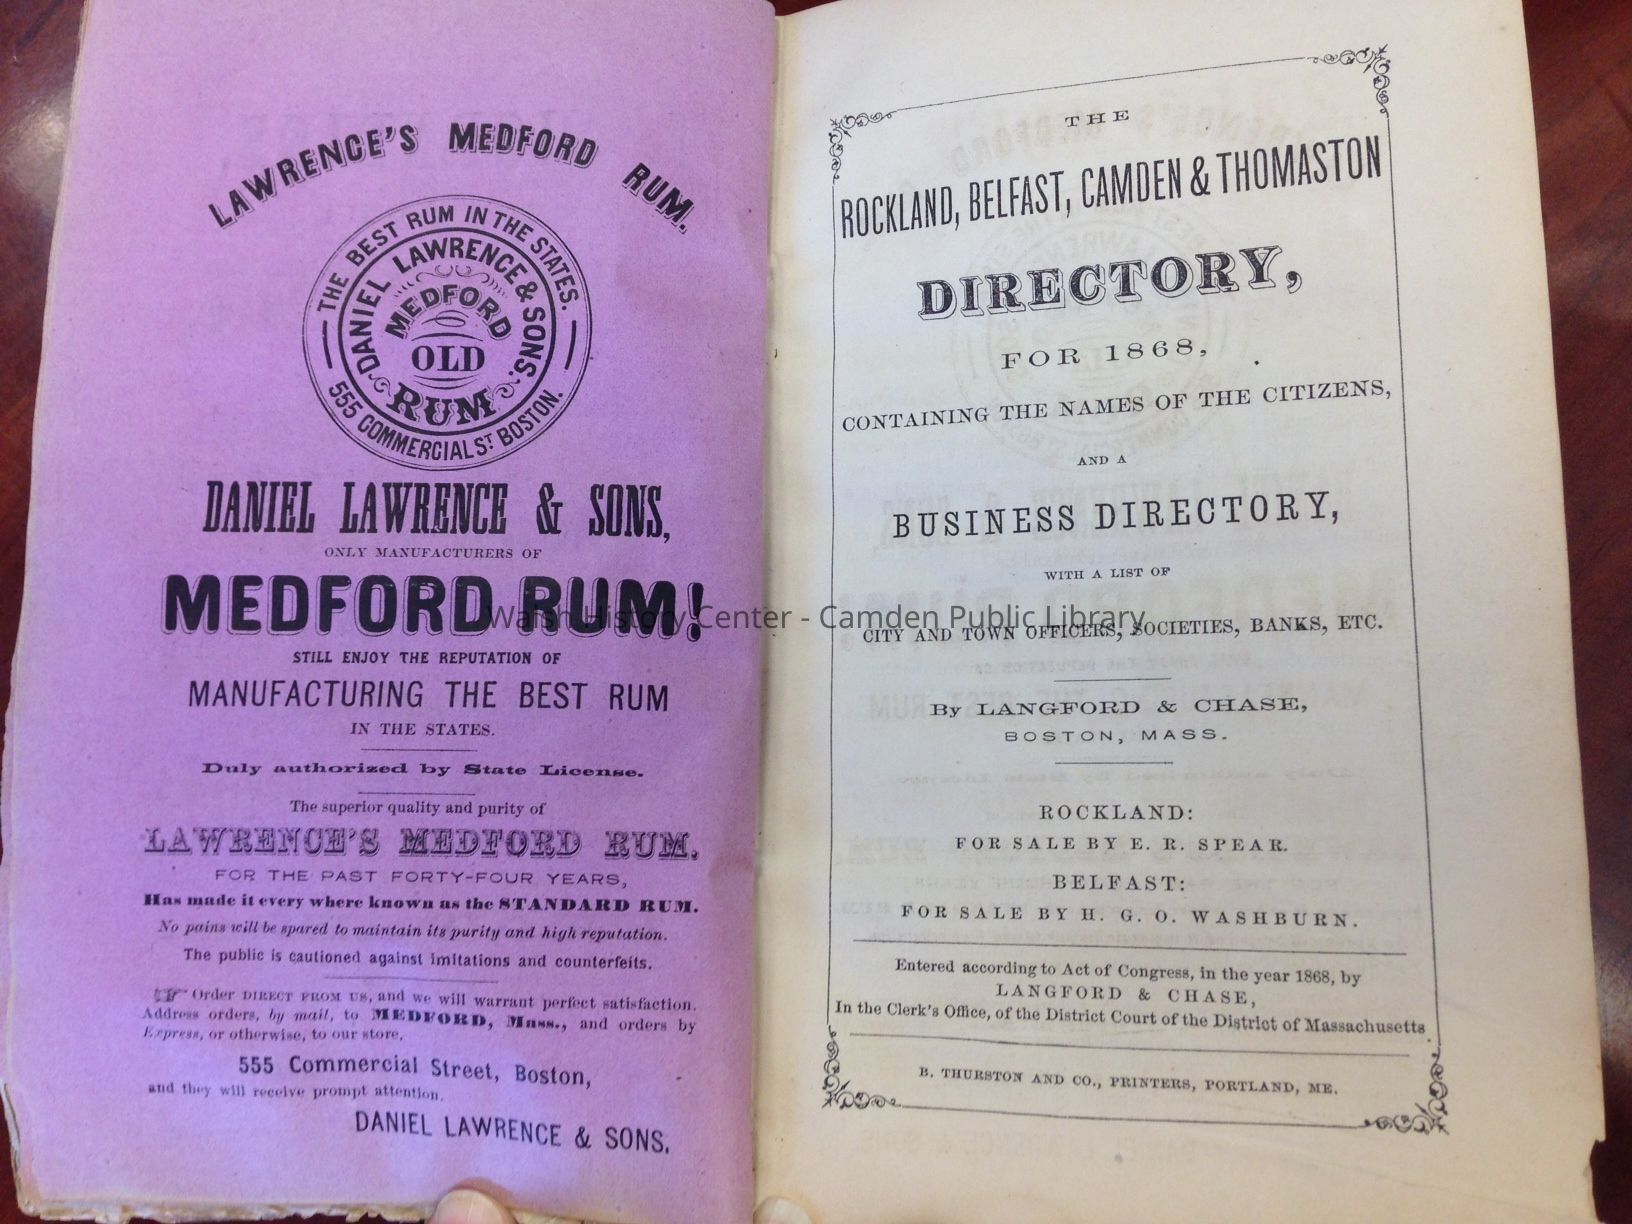 LAWRENCE'S MEDFORD RUM.
THE BEST RUM IN THE STATES.
DANIEL LAWRENCE & SONS.
MEDFORD
OLD
RUM
555 COMMERCIAL ST BOSTON.
DANIEL LAWRENCE & SONS,
ONLY MANUFACTURERS OF
MEDFORD RUM!
STILL ENJOY THE REPUTATION OF
MANUFACTURING THE BEST RUM
IN THE STATES.
Duly authorized by State License.
The superior quality and purity of
LAWRENCE'S MEDFORD RUM,
FOR THE PAST FORTY-FOUR YEARS,
Has made it every where known as the STANDARD RUM.
No pains will be spared to maintain its purity and high reputation.
The public is cautioned against imitations and counterfeits.
☞ Order DIRECT FROM US, and we will warrant perfect satisfaction.
Address orders, by mail, to MEDFORD, Mass., and orders by
Express, or otherwise, to our store,
555 Commercial Street, Boston,
and they will receive prompt attention.
DANIEL LAWRENCE & SONS.
THE
ROCKLAND, BELFAST, CAMDEN & THOMASTON
DIRECTORY,
FOR 1868,
CONTAINING THE NAMES OF THE CITIZENS,
AND A
BUSINESS DIRECTORY,
WITH A LIST OF
CITY AND TOWN OFFICERS, SOCIETIES, BANKS, ETC.
By LANGFORD & CHASE,
BOSTON, MASS.
ROCKLAND:
FOR SALE BY E. R. SPEAR.
BELFAST:
FOR SALE BY H. G. O. WASHBURN.
Entered according to Act of Congress, in the year 1868, by
LANGFORD & CHASE,
In the Clerk's Office, of the District Court of the District of Massachusetts
B. THURSTON AND CO., PRINTERS, PORTLAND, ME.
Walsh History Center - Camden Public Library